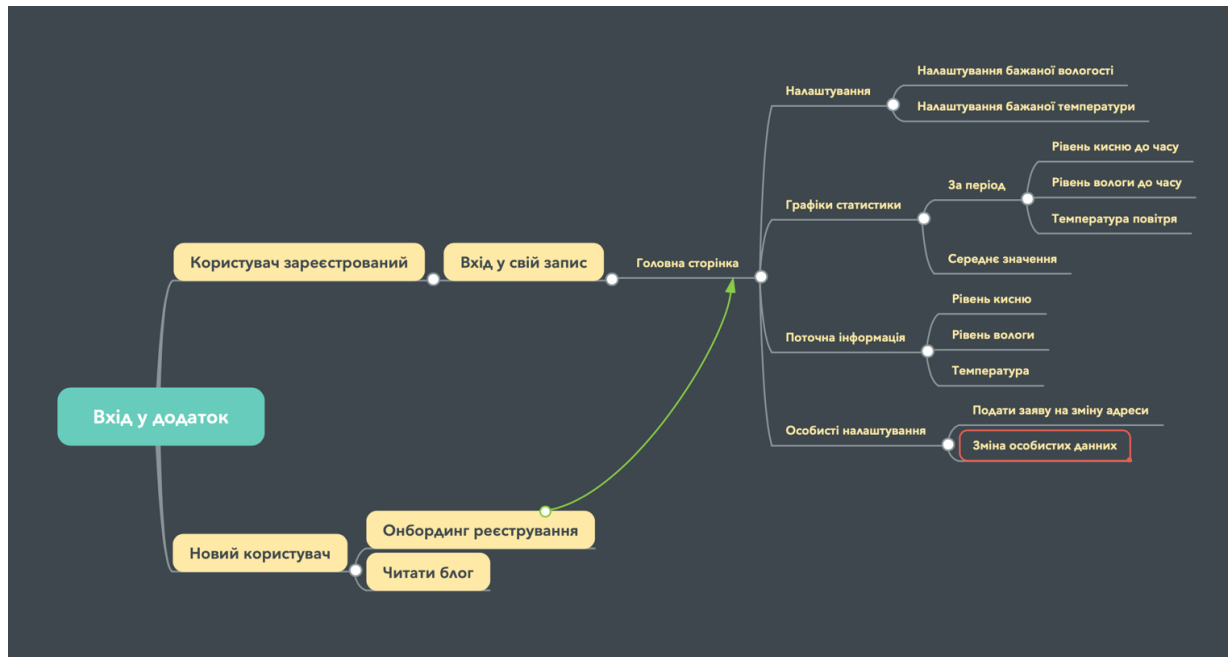 Вхід у додаток
Користувач зареєстрований
Вхід у свій запис
Головна сторінка
Налаштування
Налаштування бажаної вологості
Налаштування бажаної температури
Графіки статистики
За період
Рівень кисню до часу
Рівень вологи до часу
Температура повітря
Середнє значення
Поточна інформація
Рівень кисню
Рівень вологи
Температура
Особисті налаштування
Подати заяву на зміну адреси
Зміна особистих данних
Новий користувач
Онбординг реєстрування
Читати блог